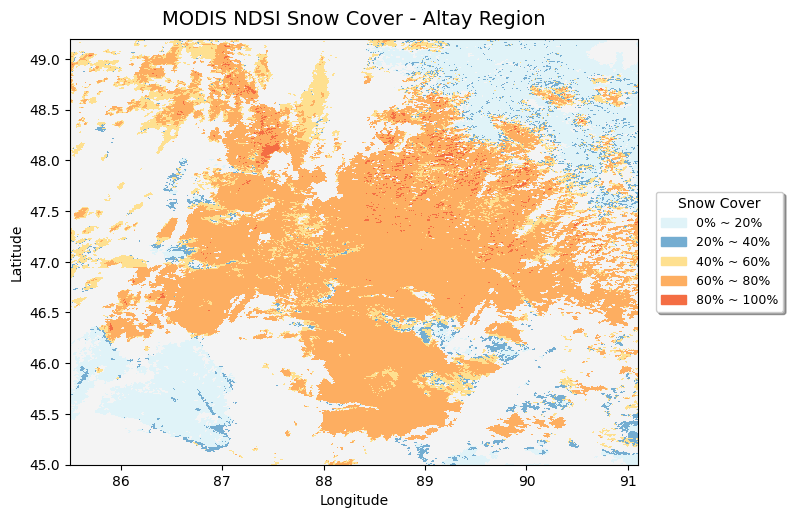 MODIS NDSI Snow Cover - Altay Region
49.0
48.5
48.0
47.5
47.0
46.5
46.0
45.5
45.0
Latitude
86 87 88 89 90 91
Longitude
Snow Cover
0% ~ 20%
20% ~ 40%
40% ~ 60%
60% ~ 80%
80% ~ 100%